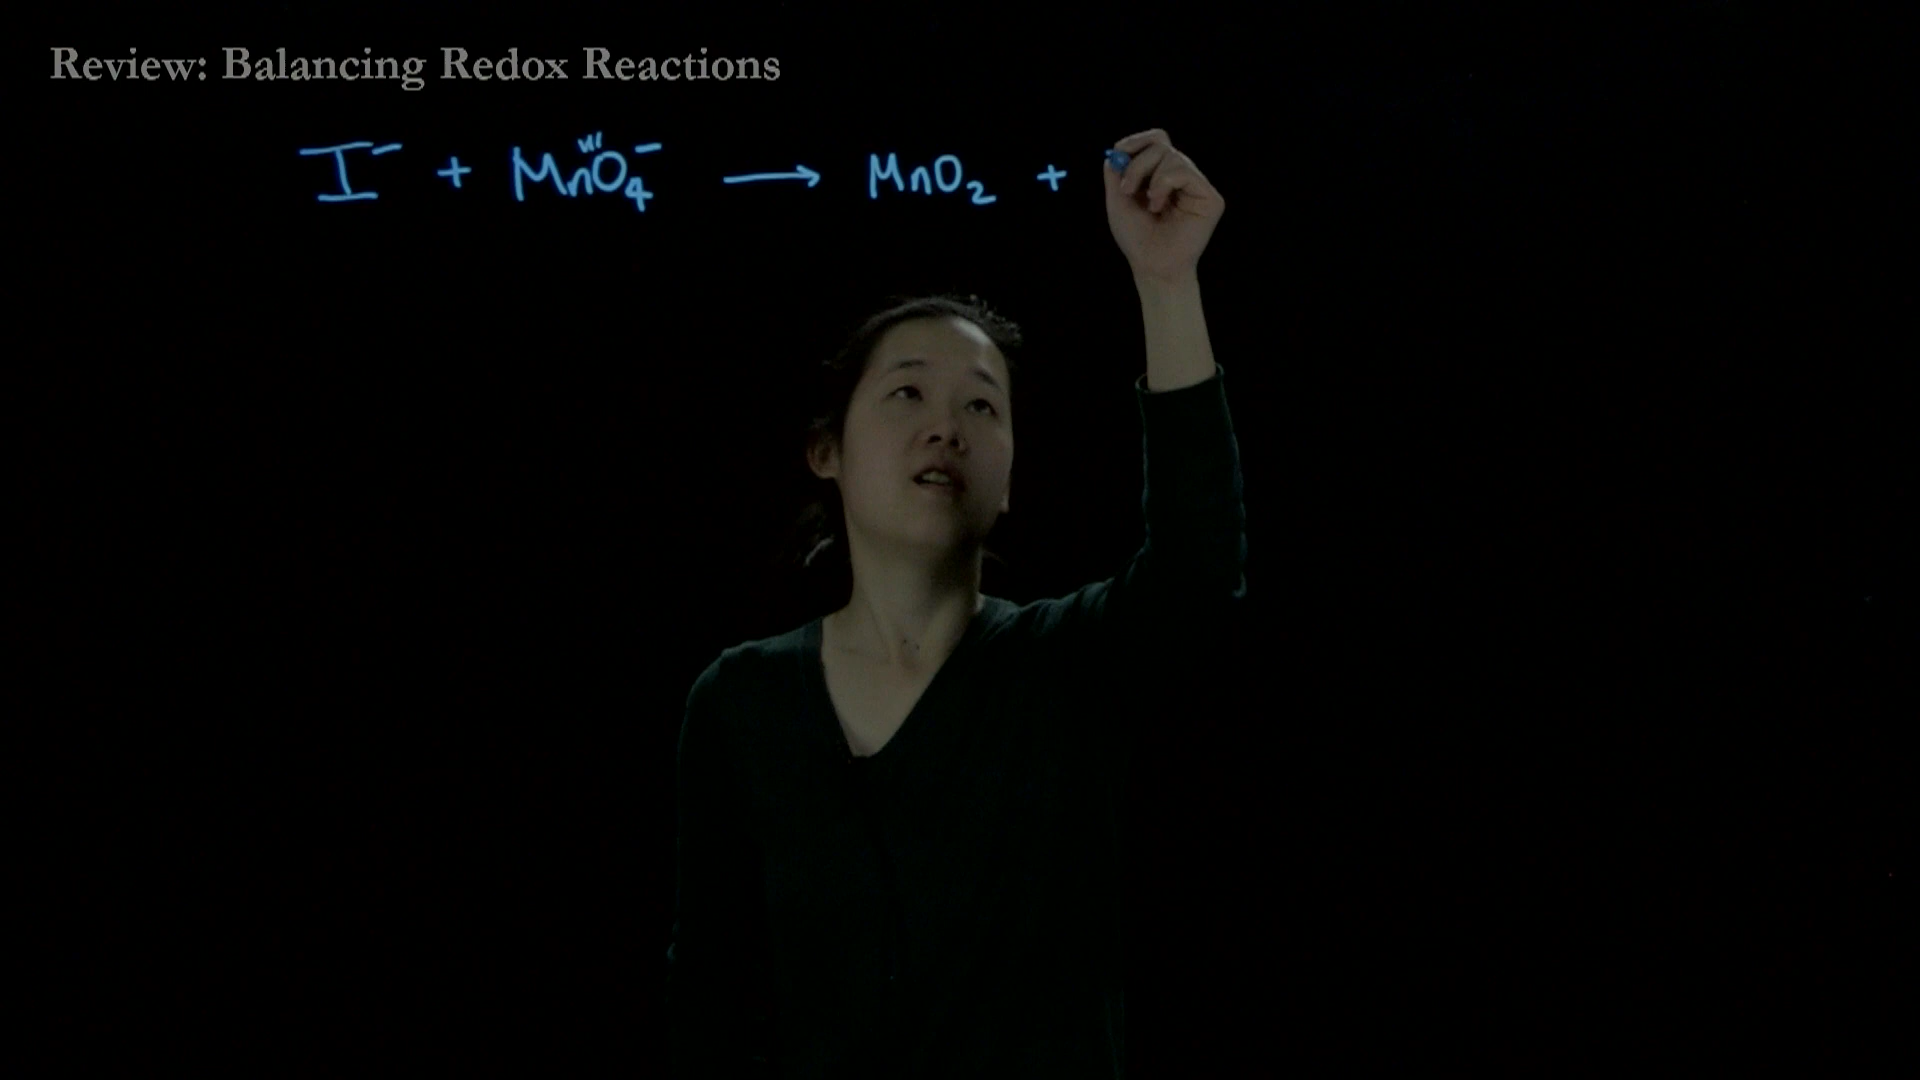 Review: Balancing Redox Reactions
I⁻ + MnO₄⁻ → MnO₂ +